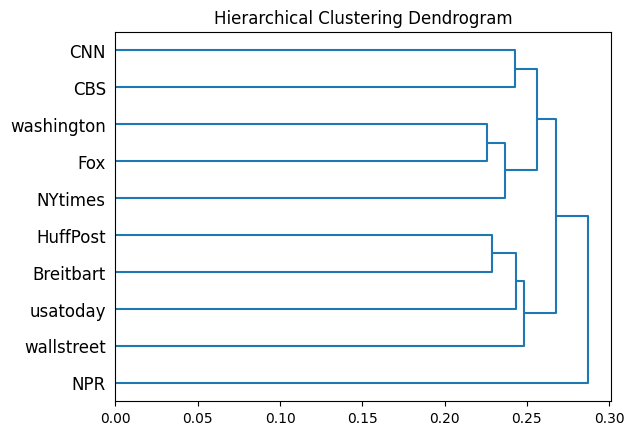 Hierarchical Clustering Dendrogram
CNN
CBS
washington
Fox
NYtimes
HuffPost
Breitbart
usatoday
wallstreet
NPR
0.00 0.05 0.10 0.15 0.20 0.25 0.30